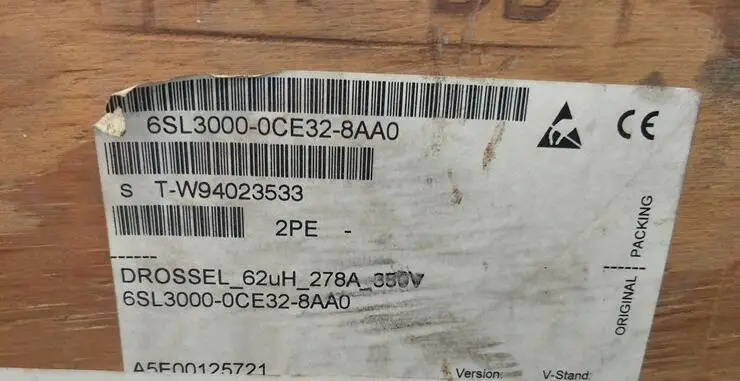 6SL3000-0CE32-8AA0
CE
S T-W94023533
2PE -
DROSSEL_62uH_278A_350V
6SL3000-0CE32-8AA0
ORIGINAL PACKING
A5E00125721
Version:
V-Stand: